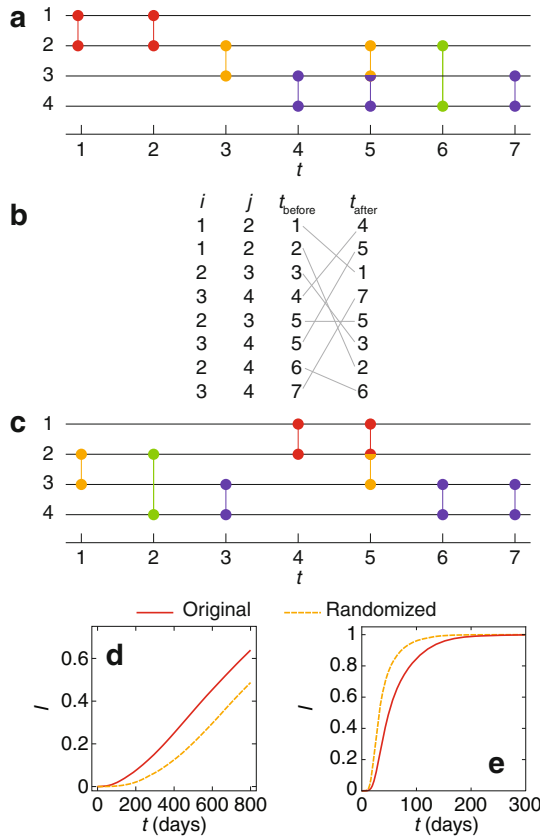 a
1
2
3
4
1 2 3 4 5 6 7
t
b
i j t_before t_after
1 2 1 4
1 2 2 5
2 3 3 1
3 4 4 7
2 3 5 5
3 4 5 3
2 4 6 2
3 4 7 6
c
1
2
3
4
1 2 3 4 5 6 7
t
Original Randomized
d
0.6
0.4
0.2
0
I
0 200 400 600 800
t (days)
e
1
0.8
0.6
0.4
0.2
0
I
0 100 200 300
t (days)